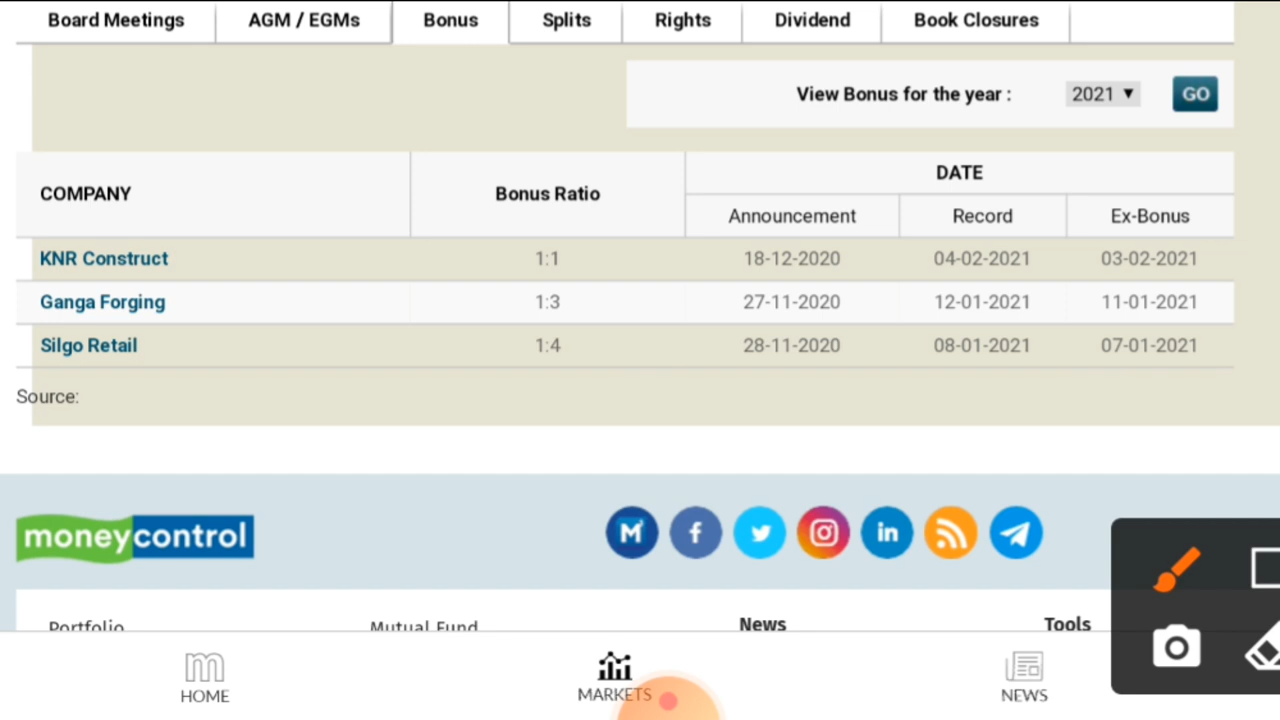 Board Meetings AGM / EGMs Bonus Splits Rights Dividend Book Closures
View Bonus for the year : 2021 ▼ GO
COMPANY Bonus Ratio DATE
Announcement Record Ex-Bonus
KNR Construct 1:1 18-12-2020 04-02-2021 03-02-2021
Ganga Forging 1:3 27-11-2020 12-01-2021 11-01-2021
Silgo Retail 1:4 28-11-2020 08-01-2021 07-01-2021
Source:
moneycontrol M f in
Portfolio Mutual Fund News Tools
HOME MARKETS NEWS